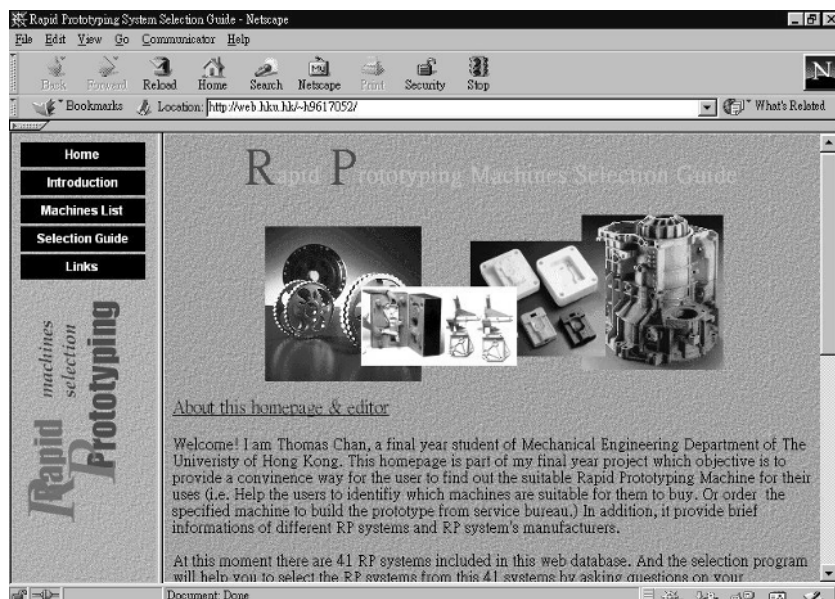 Rapid Prototyping System Selection Guide - Netscape
File Edit View Go Communicator Help
Back Forward Reload Home Search Netscape Print Security Stop
N
Bookmarks Location: http://web.hku.hk/~h9617052/ What's Related
Home
Introduction
Machines List
Selection Guide
Links
Rapid Prototyping
machines
selection
Rapid Prototyping Machines Selection Guide
About this homepage & editor
Welcome! I am Thomas Chan, a final year student of Mechanical Engineering Department of The
Univeristy of Hong Kong. This homepage is part of my final year project which objective is to
provide a convinence way for the user to find out the suitable Rapid Prototyping Machine for their
uses (i.e. Help the users to identifiy which machines are suitable for them to buy. Or order the
specified machine to build the prototype from service bureau.) In addition, it provide brief
informations of different RP systems and RP system's manufacturers.
At this moment there are 41 RP systems included in this web database. And the selection program
will help you to select the RP systems from this 41 systems by asking questions on your
Document: Done